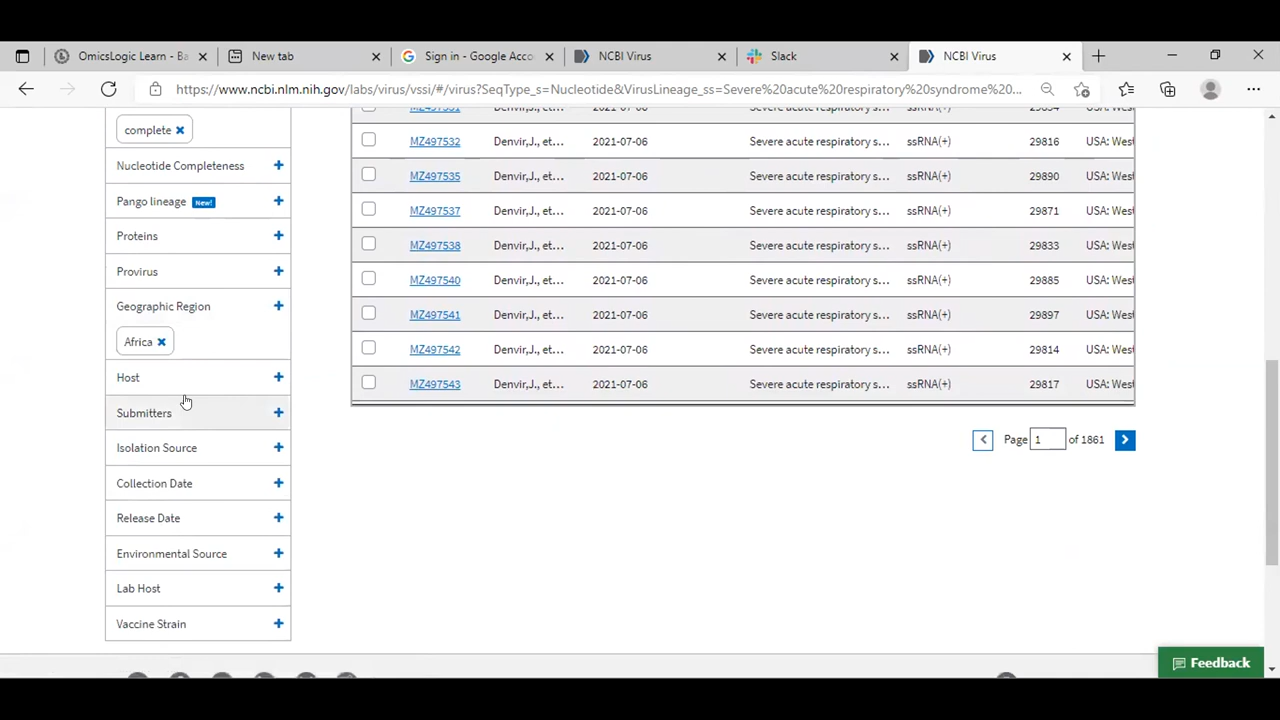 OmicsLogic Learn - Ba
New tab
Sign in - Google Acco
NCBI Virus
Slack
NCBI Virus
https://www.ncbi.nlm.nih.gov/labs/virus/vssi/#/virus?SeqType_s=Nucleotide&VirusLineage_ss=Severe%20acute%20respiratory%20syndrome%20...
complete ×
Nucleotide Completeness +
Pango lineage New! +
Proteins +
Provirus +
Geographic Region +
Africa ×
Host +
Submitters +
Isolation Source +
Collection Date +
Release Date +
Environmental Source +
Lab Host +
Vaccine Strain +
MZ497532 Denvir,J., et... 2021-07-06 Severe acute respiratory s... ssRNA(+) 29816 USA: West
MZ497535 Denvir,J., et... 2021-07-06 Severe acute respiratory s... ssRNA(+) 29890 USA: West
MZ497537 Denvir,J., et... 2021-07-06 Severe acute respiratory s... ssRNA(+) 29871 USA: West
MZ497538 Denvir,J., et... 2021-07-06 Severe acute respiratory s... ssRNA(+) 29833 USA: West
MZ497540 Denvir,J., et... 2021-07-06 Severe acute respiratory s... ssRNA(+) 29885 USA: West
MZ497541 Denvir,J., et... 2021-07-06 Severe acute respiratory s... ssRNA(+) 29897 USA: West
MZ497542 Denvir,J., et... 2021-07-06 Severe acute respiratory s... ssRNA(+) 29814 USA: West
MZ497543 Denvir,J., et... 2021-07-06 Severe acute respiratory s... ssRNA(+) 29817 USA: West
< Page 1 of 1861 >
Feedback